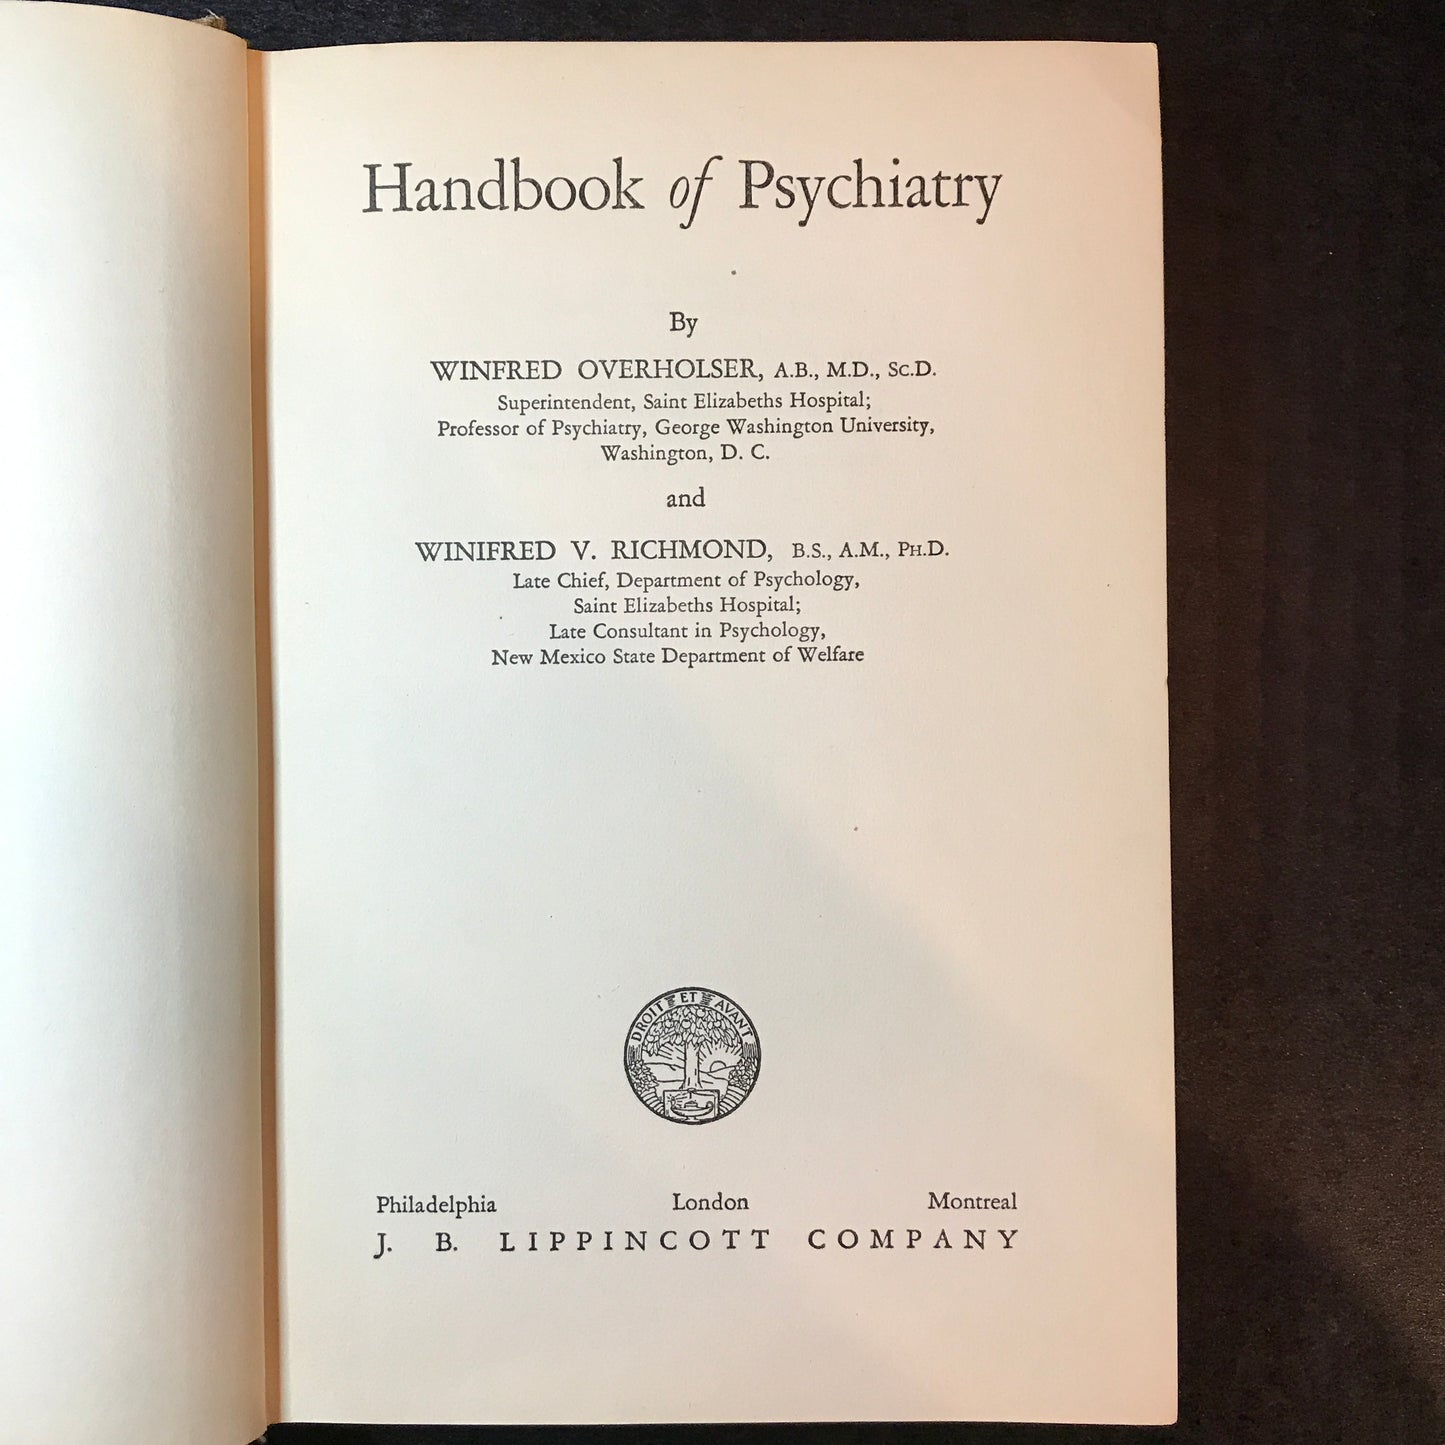 Handbook of Psychiatry
By
WINFRED OVERHOLSER, A.B., M.D., Sc.D.
Superintendent, Saint Elizabeths Hospital;
Professor of Psychiatry, George Washington University,
Washington, D. C.
and
WINIFRED V. RICHMOND, B.S., A.M., Ph.D.
Late Chief, Department of Psychology,
Saint Elizabeths Hospital;
Late Consultant in Psychology,
New Mexico State Department of Welfare
DROIT ET AVANT
Philadelphia London Montreal
J. B. LIPPINCOTT COMPANY